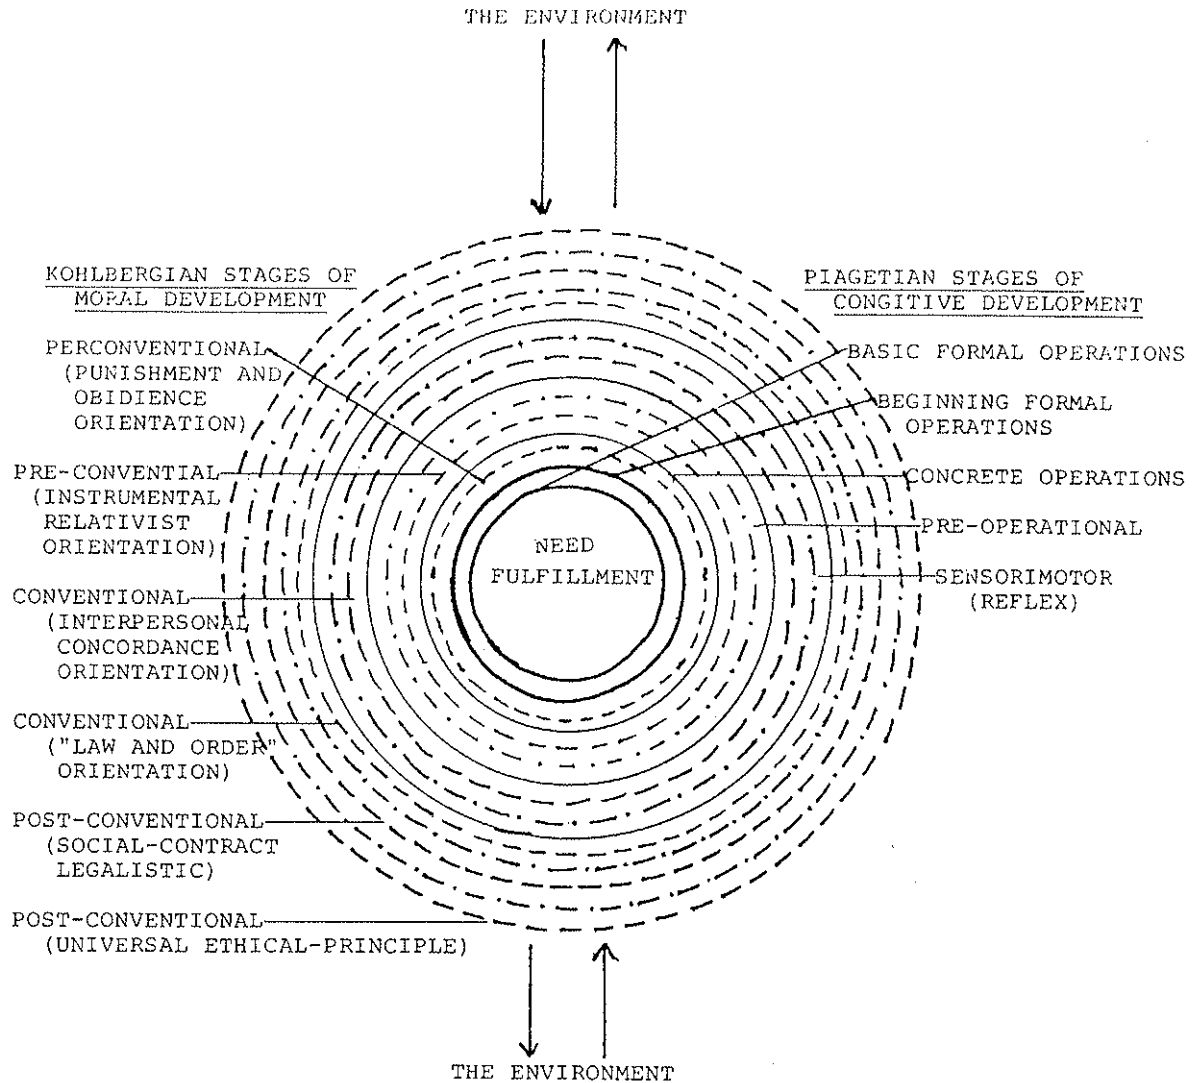 THE ENVIRONMENT
KOHLBERGIAN STAGES OF
MORAL DEVELOPMENT
PERCONVENTIONAL
(PUNISHMENT AND
OBIDIENCE
ORIENTATION)
PRE-CONVENTIAL
(INSTRUMENTAL
RELATIVIST
ORIENTATION)
CONVENTIONAL
(INTERPERSONAL
CONCORDANCE
ORIENTATION)
CONVENTIONAL
("LAW AND ORDER"
ORIENTATION)
POST-CONVENTIONAL
(SOCIAL-CONTRACT
LEGALISTIC)
POST-CONVENTIONAL
(UNIVERSAL ETHICAL-PRINCIPLE)
NEED
FULFILLMENT
PIAGETIAN STAGES OF
CONGITIVE DEVELOPMENT
BASIC FORMAL OPERATIONS
BEGINNING FORMAL
OPERATIONS
CONCRETE OPERATIONS
PRE-OPERATIONAL
SENSORIMOTOR
(REFLEX)
THE ENVIRONMENT